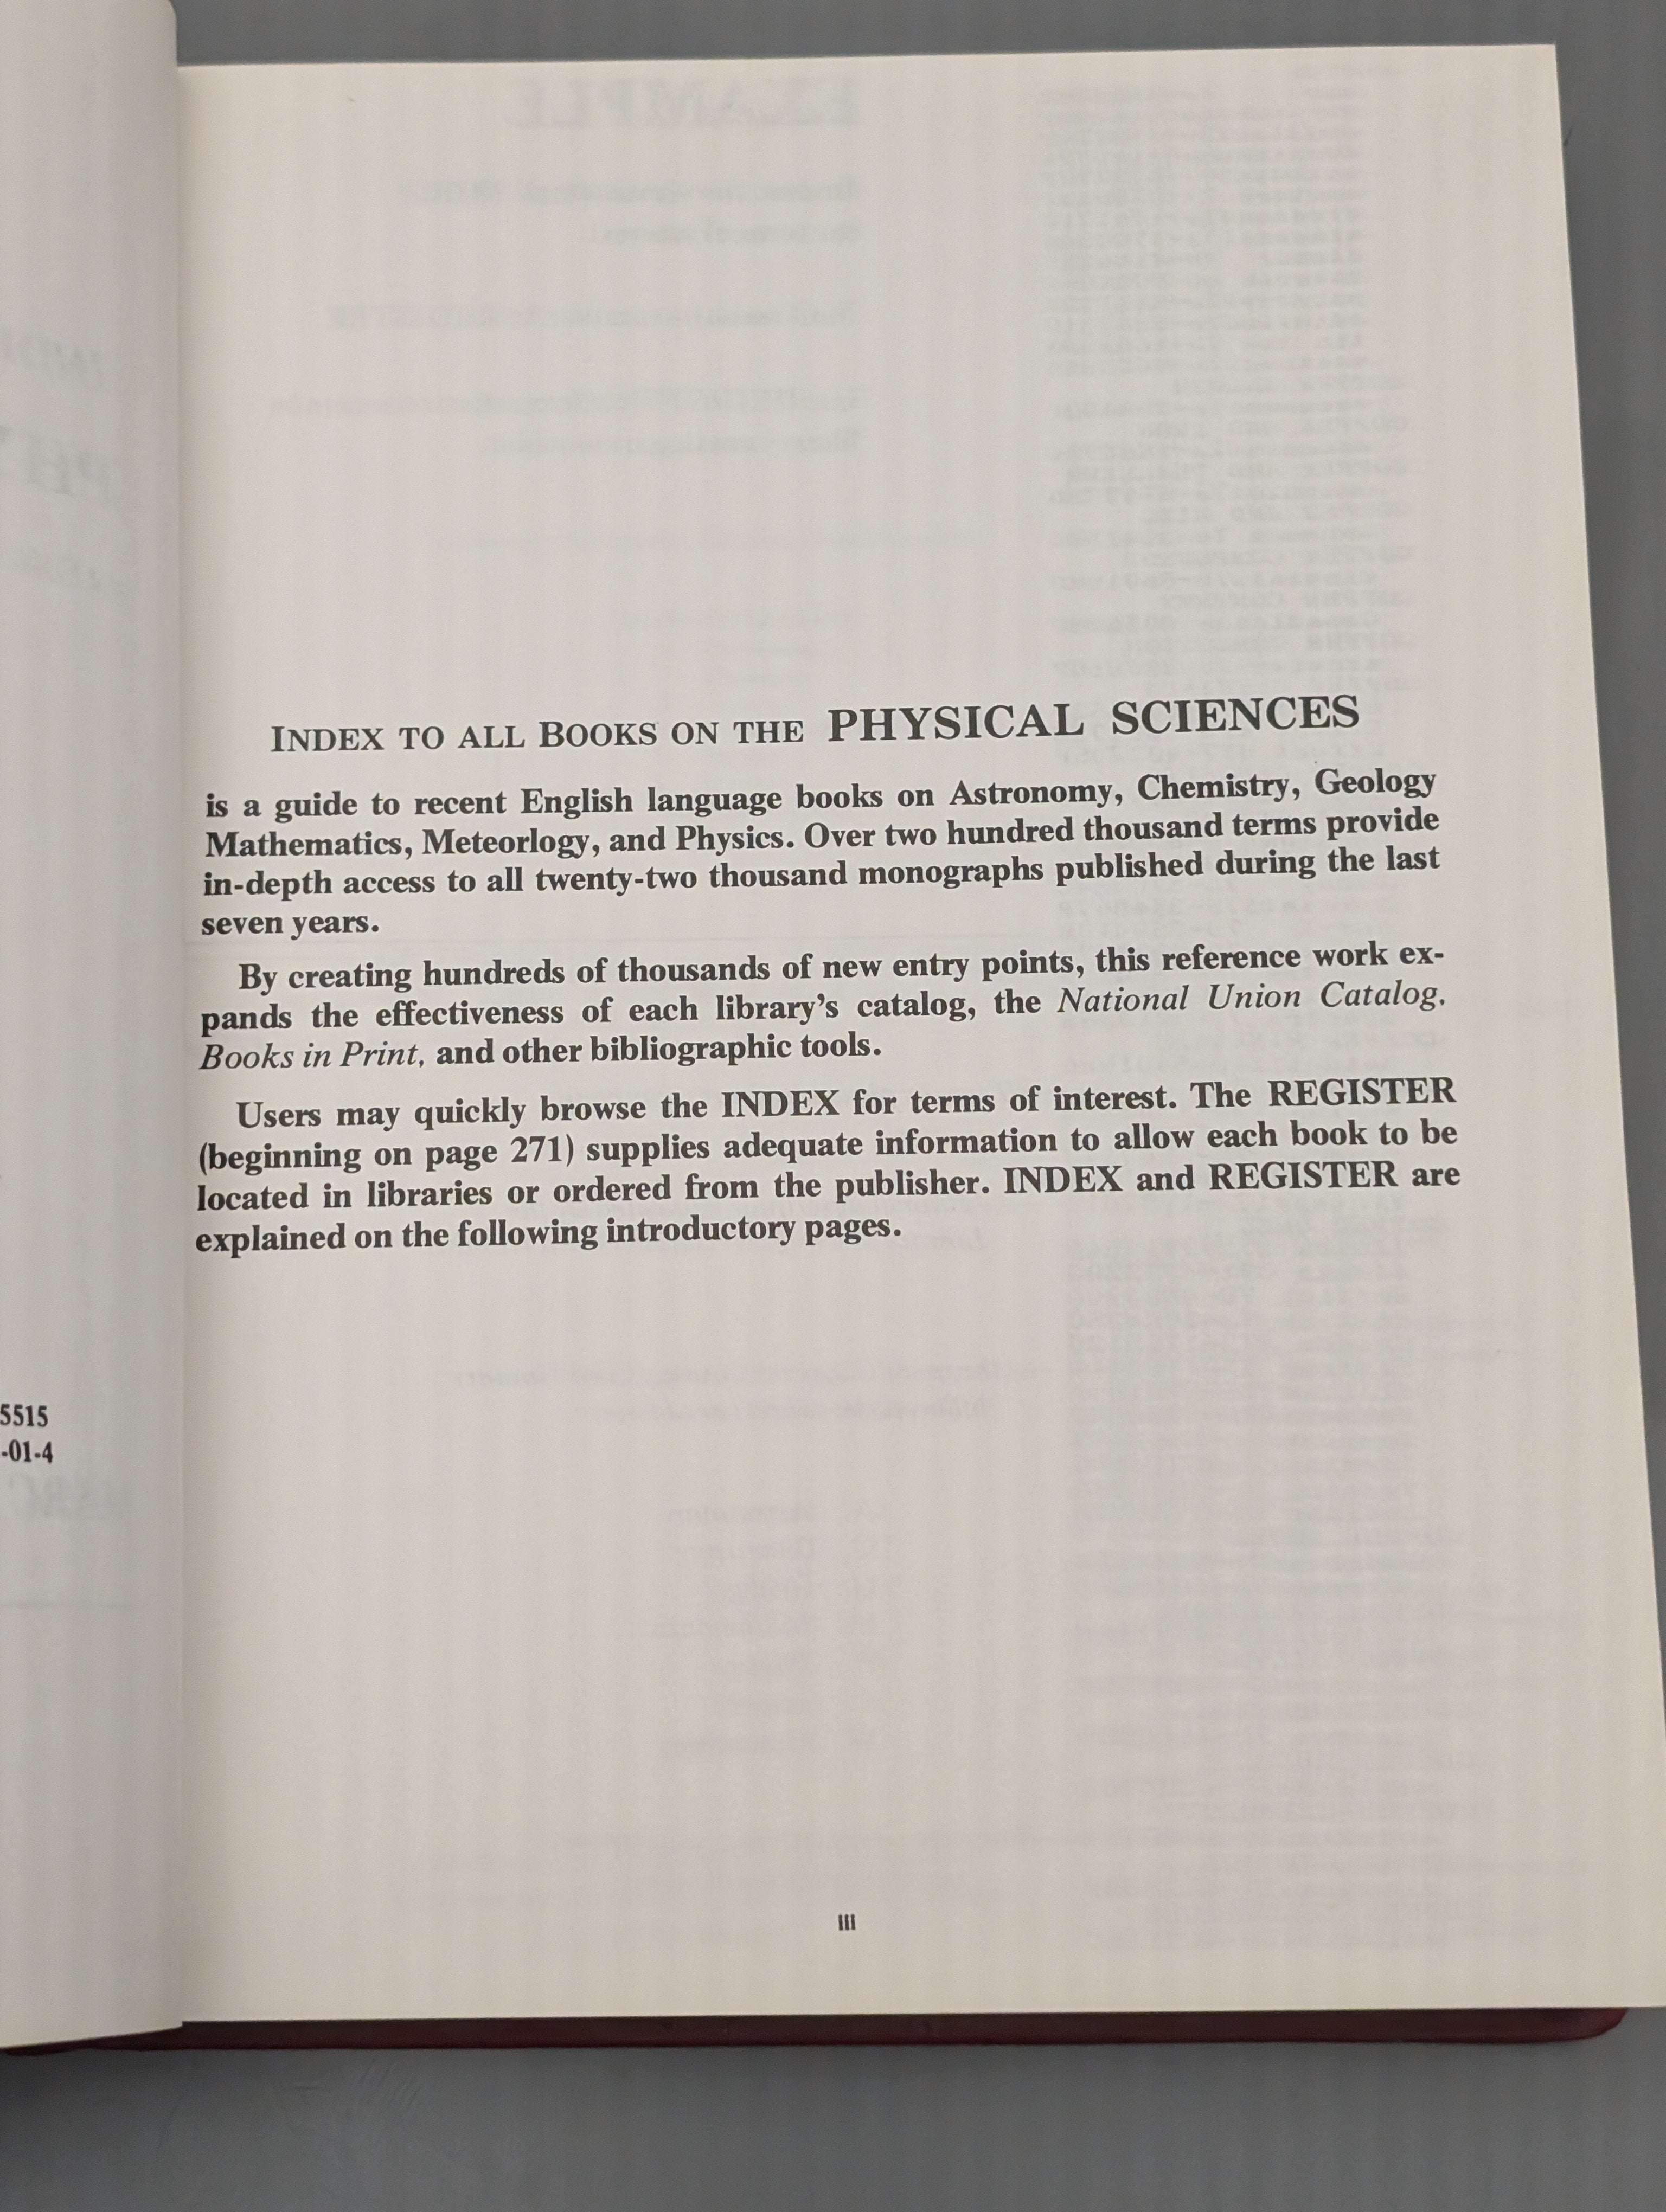 INDEX TO ALL BOOKS ON THE PHYSICAL SCIENCES
is a guide to recent English language books on Astronomy, Chemistry, Geology
Mathematics, Meteorlogy, and Physics. Over two hundred thousand terms provide
in-depth access to all twenty-two thousand monographs published during the last
seven years.
By creating hundreds of thousands of new entry points, this reference work ex-
pands the effectiveness of each library's catalog, the National Union Catalog,
Books in Print, and other bibliographic tools.
Users may quickly browse the INDEX for terms of interest. The REGISTER
(beginning on page 271) supplies adequate information to allow each book to be
located in libraries or ordered from the publisher. INDEX and REGISTER are
explained on the following introductory pages.
5515
-01-4
III